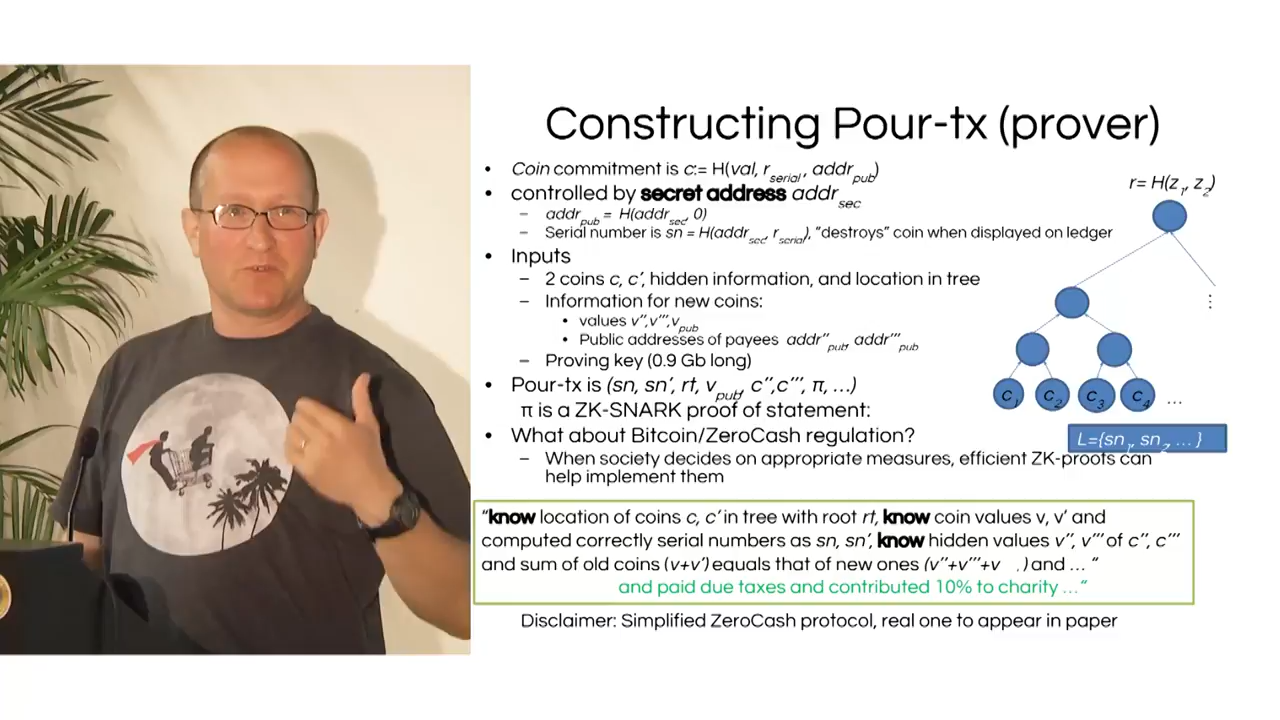 Constructing Pour-tx (prover)
• Coin commitment is c:= H(val, r_serial, addr_pub)
• controlled by secret address addr_sec
– addr_pub = H(addr_sec, 0)
– Serial number is sn = H(addr_sec, r_serial), "destroys" coin when displayed on ledger
• Inputs
– 2 coins c, c', hidden information, and location in tree
– Information for new coins:
• values v'',v''',v_pub
• Public addresses of payees addr''_pub, addr'''_pub
– Proving key (0.9 Gb long)
• Pour-tx is (sn, sn', rt, v_pub, c'',c''', π, …)
π is a ZK-SNARK proof of statement:
• What about Bitcoin/ZeroCash regulation?
– When society decides on appropriate measures, efficient ZK-proofs can
help implement them
r= H(z_1, z_2)
⋮
c_1 c_2 c_3 c_4 …
L={sn_1, sn_2, … }
"know location of coins c, c' in tree with root rt, know coin values v, v' and
computed correctly serial numbers as sn, sn', know hidden values v'', v''' of c'', c'''
and sum of old coins (v+v') equals that of new ones (v''+v'''+v ) and … "
and paid due taxes and contributed 10% to charity …"
Disclaimer: Simplified ZeroCash protocol, real one to appear in paper